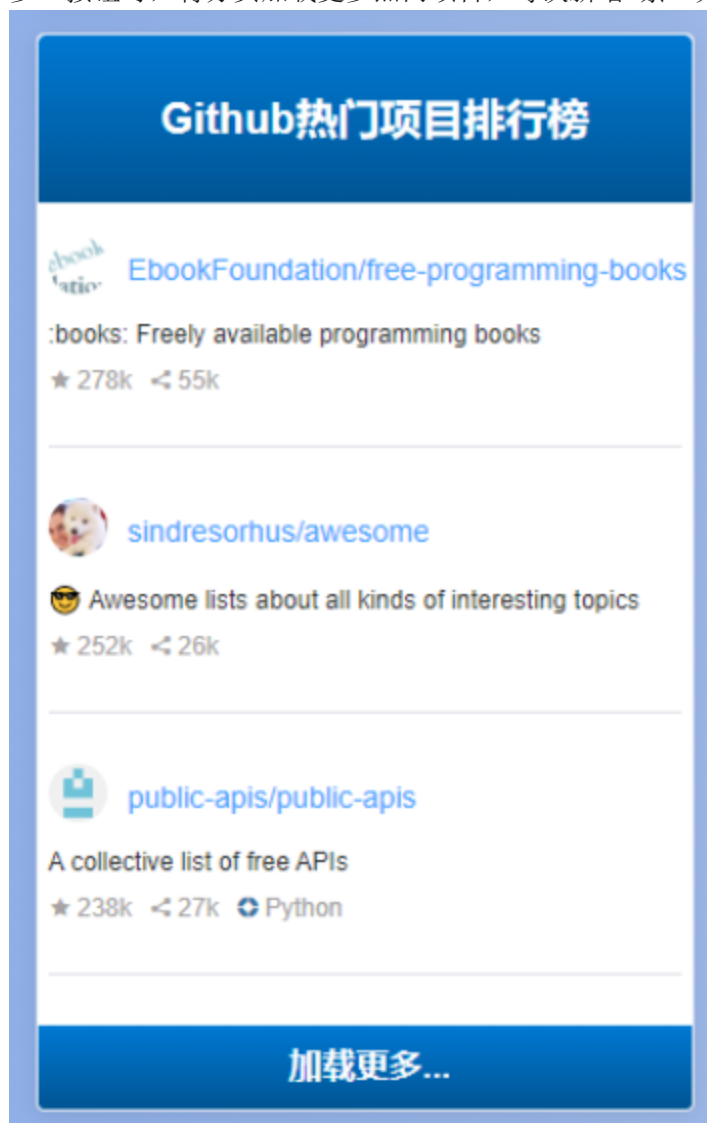 Github热门项目排行榜
EbookFoundation/free-programming-books
:books: Freely available programming books
278k 55k
sindresorhus/awesome
😎 Awesome lists about all kinds of interesting topics
252k 26k
public-apis/public-apis
A collective list of free APIs
238k 27k Python
加载更多...